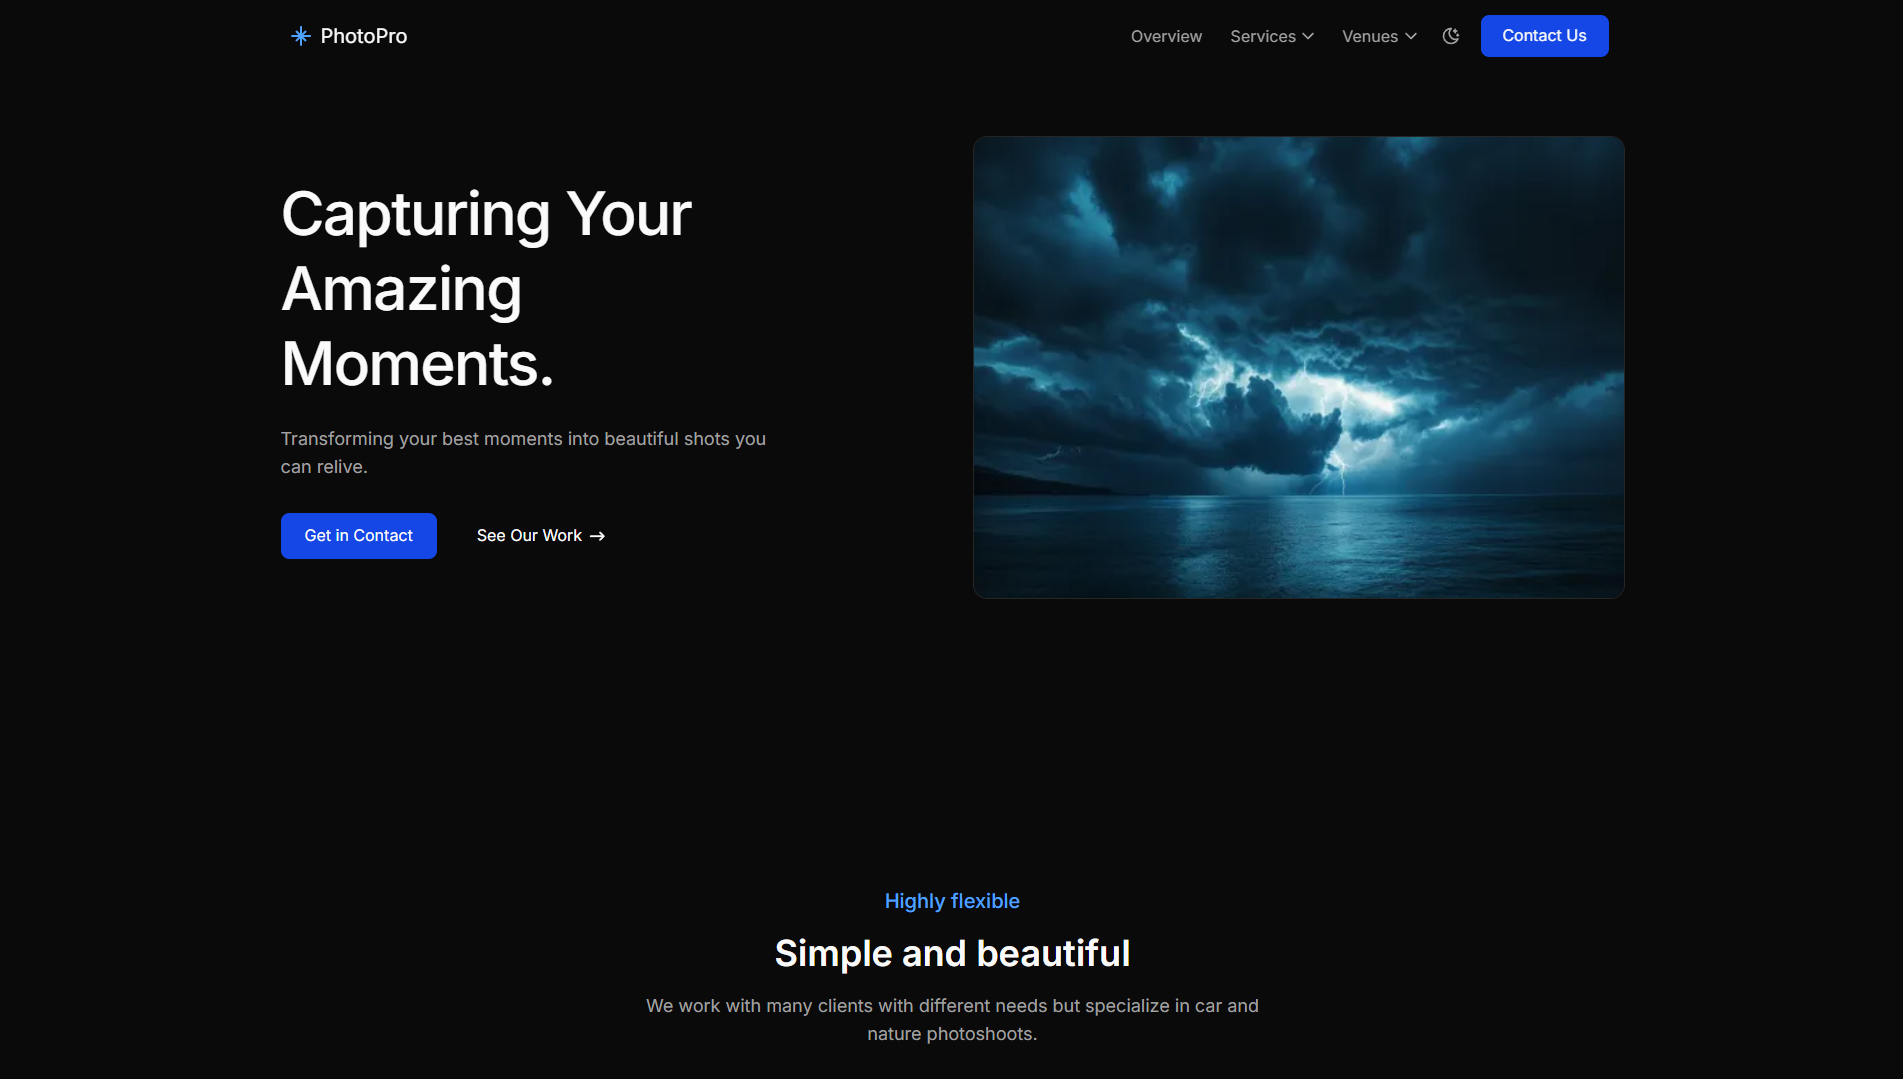 PhotoPro
Overview
Services
Venues
Contact Us
Capturing Your
Amazing
Moments.
Transforming your best moments into beautiful shots you
can relive.
Get in Contact
See Our Work →
Highly flexible
Simple and beautiful
We work with many clients with different needs but specialize in car and
nature photoshoots.